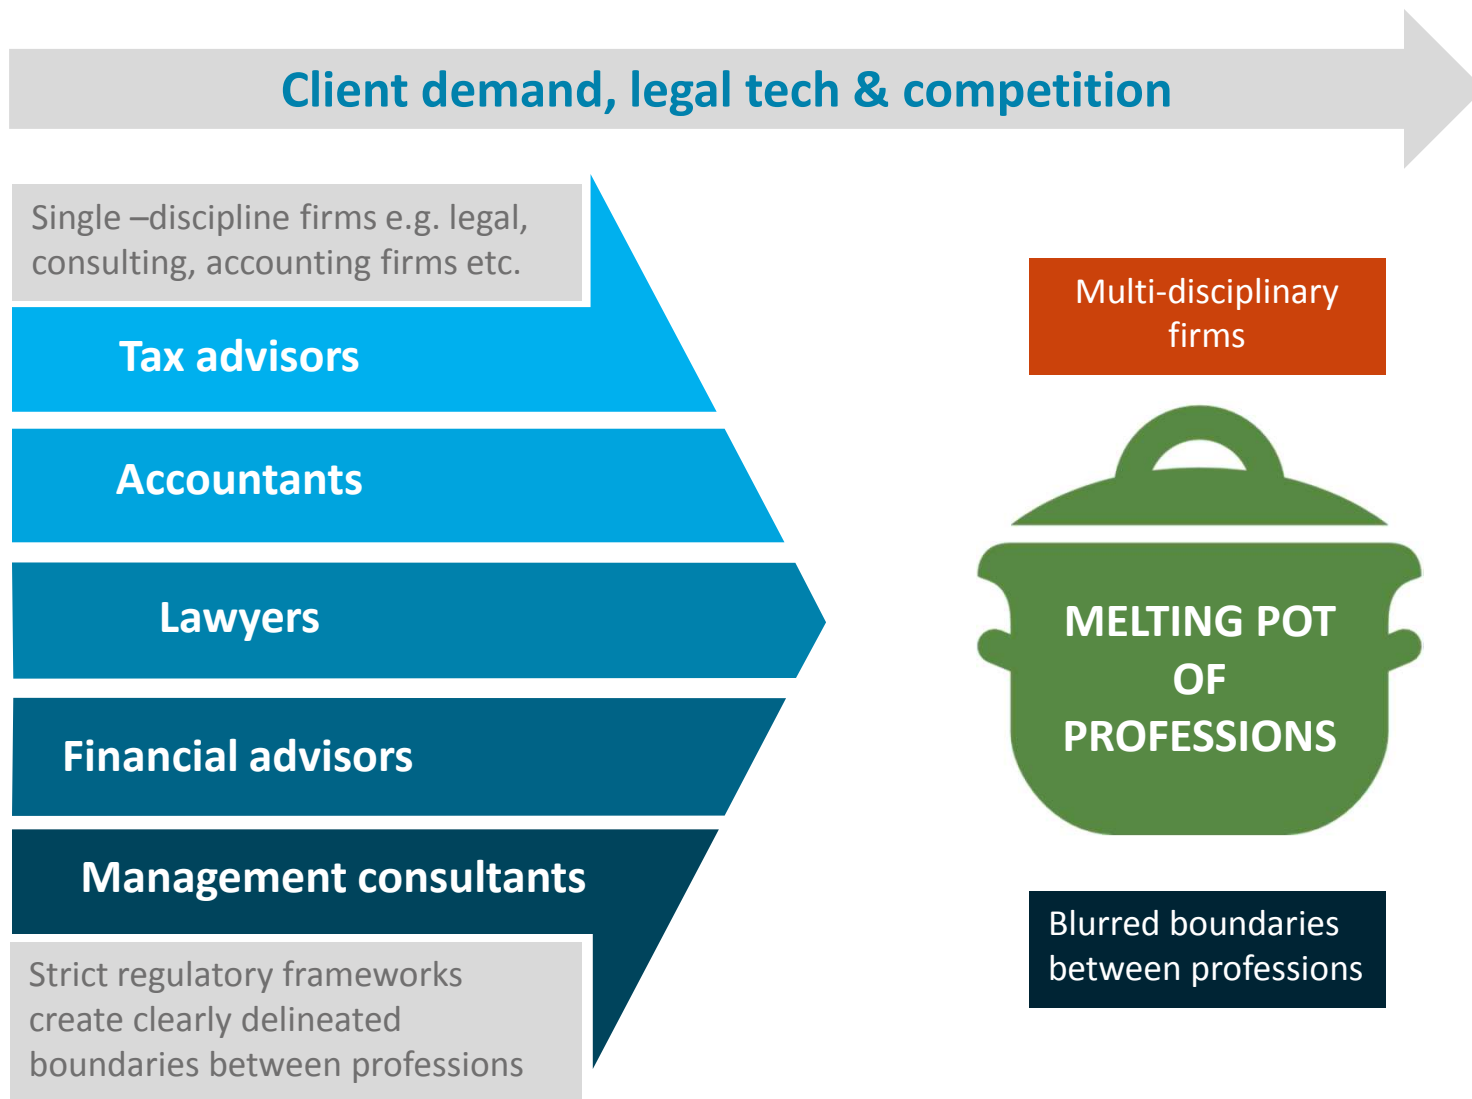 Client demand, legal tech & competition
Single –discipline firms e.g. legal,
consulting, accounting firms etc.
Tax advisors
Accountants
Lawyers
Financial advisors
Management consultants
Strict regulatory frameworks
create clearly delineated
boundaries between professions
Multi-disciplinary
firms
MELTING POT
OF
PROFESSIONS
Blurred boundaries
between professions